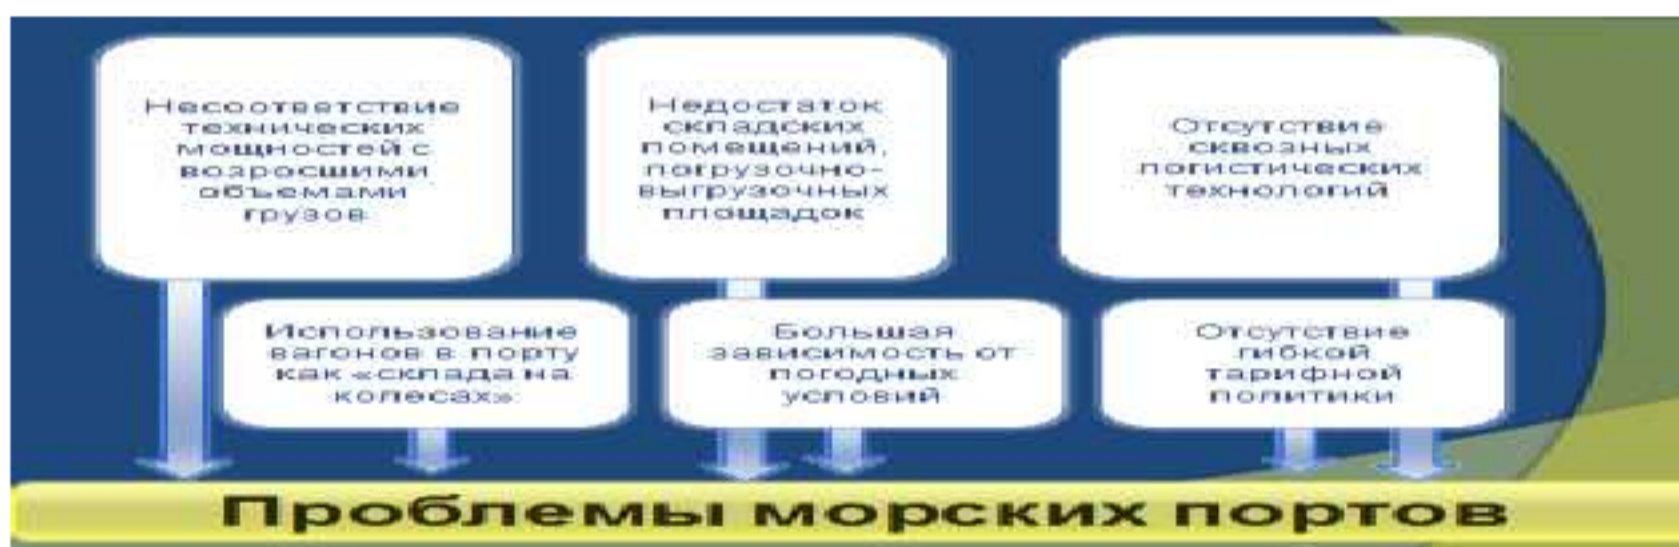 Несоответствие
технических
мощностей с
возросшими
объемами
грузов
Недостаток
складских
помещений,
погрузочно-
выгрузочных
площадок
Отсутствие
сквозных
логистических
технологий
Использование
вагонов в порту
как «склада на
колесах»
Большая
зависимость от
погодных
условий
Отсутствие
гибкой
тарифной
политики
Проблемы морских портов